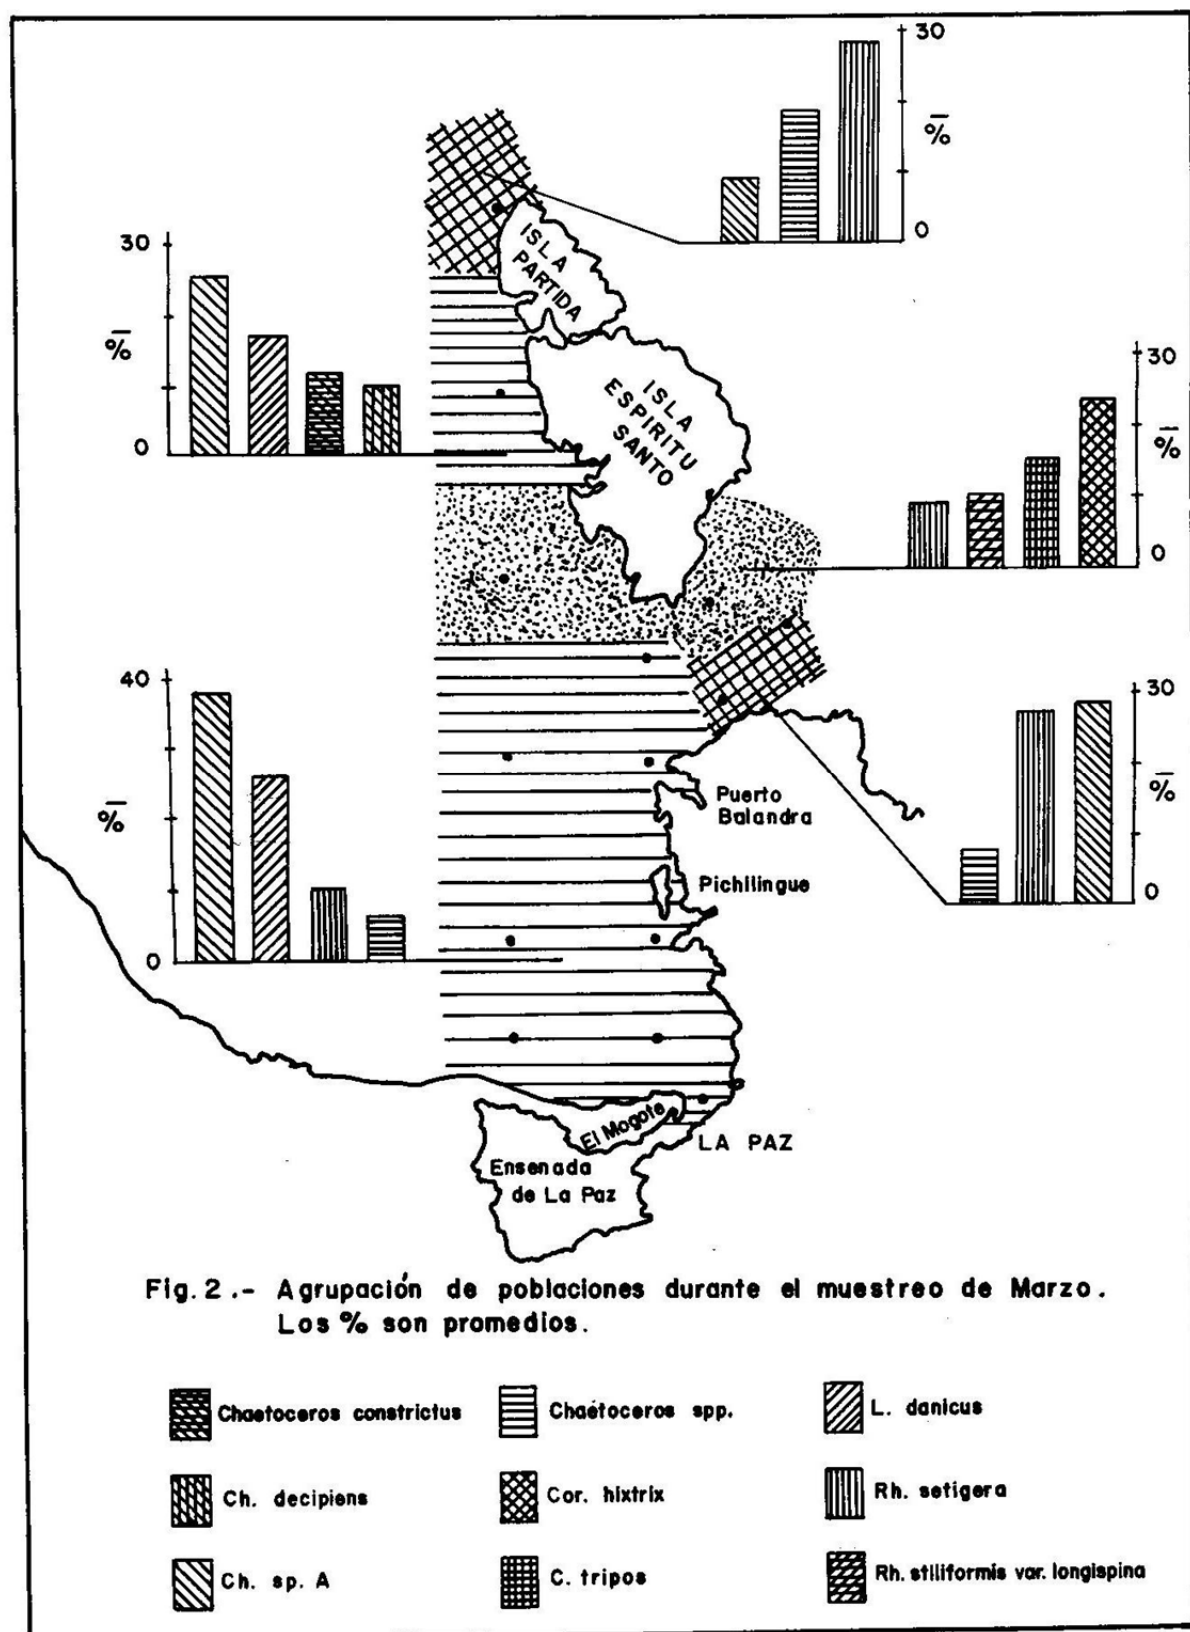 30
%
0
30
%
0
ISLA
PARTIDA
ISLA
ESPIRITU
SANTO
30
%
0
40
%
0
30
%
0
Puerto
Balandra
Pichilingue
El Mogote
LA PAZ
Ensenada
de La Paz
Fig. 2.- Agrupación de poblaciones durante el muestreo de Marzo.
Los % son promedios.
Chaetoceros constrictus
Chaetoceros spp.
L. danicus
Ch. decipiens
Cor. hixtrix
Rh. setigera
Ch. sp. A
C. tripos
Rh. stiliformis var. longispina